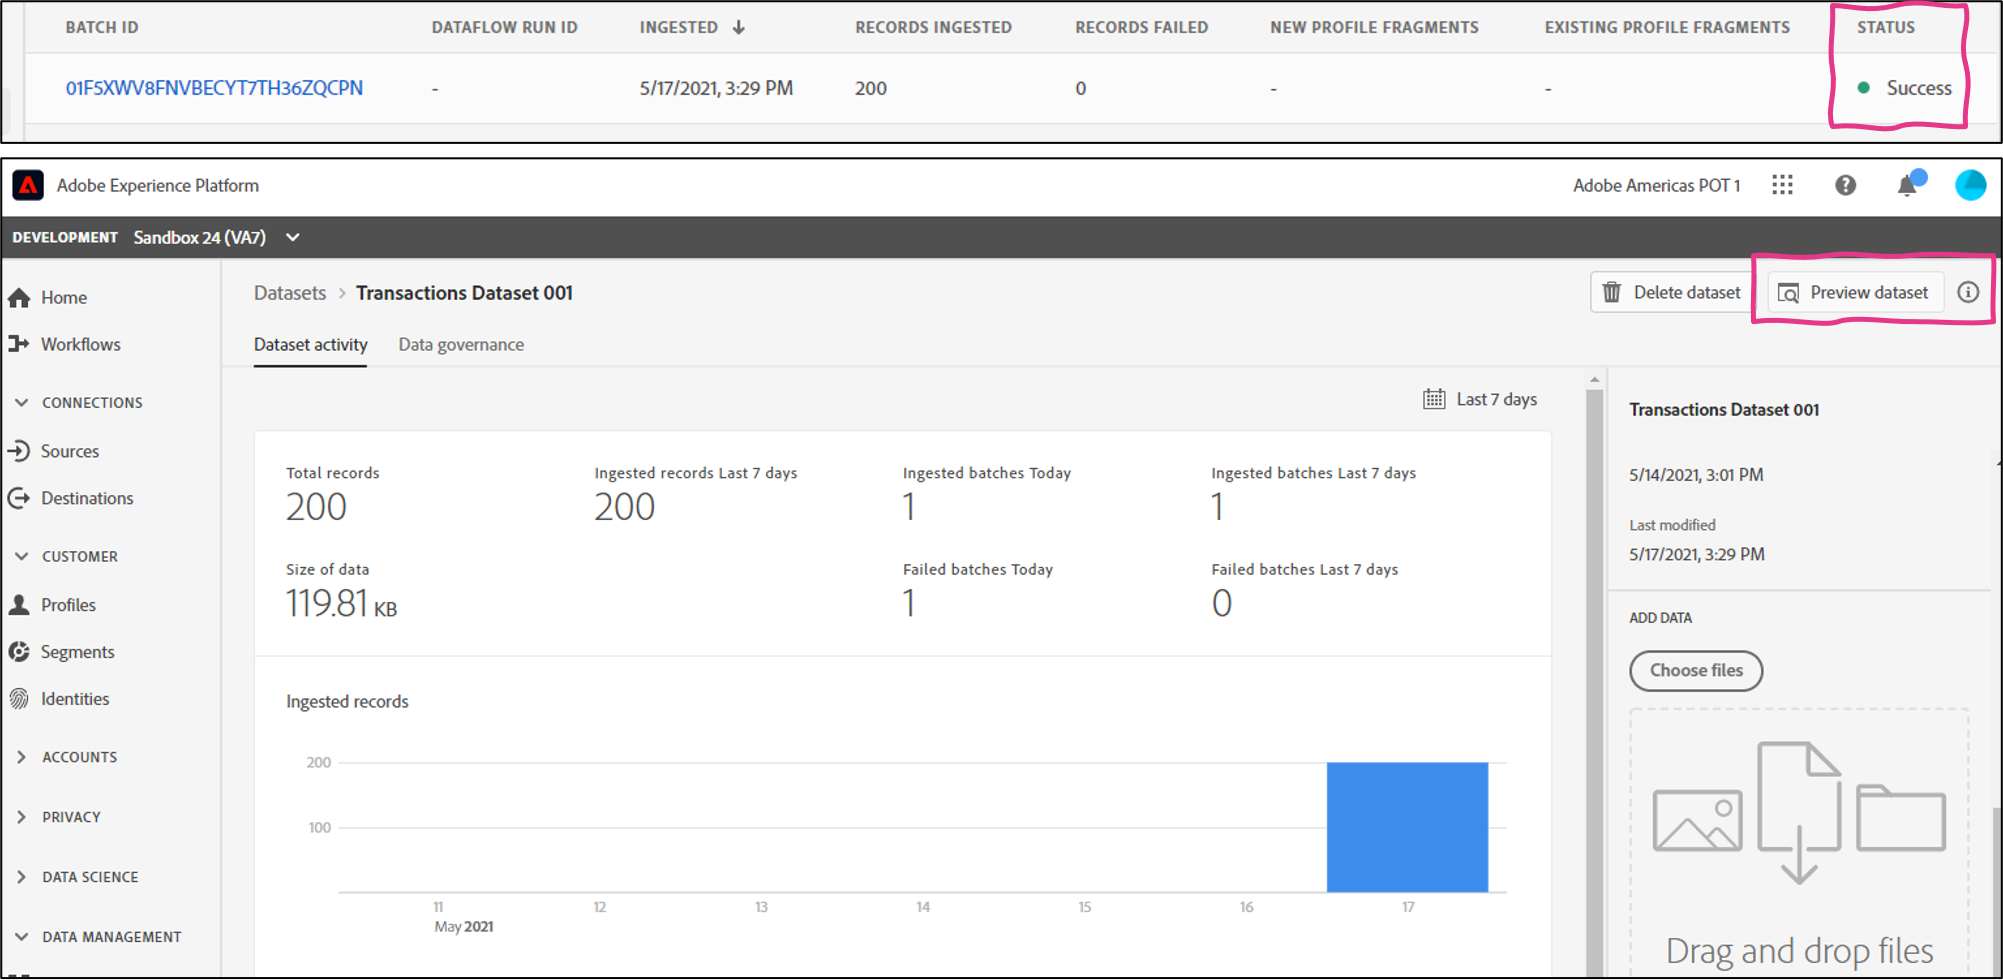 BATCH ID DATAFLOW RUN ID INGESTED RECORDS INGESTED RECORDS FAILED NEW PROFILE FRAGMENTS EXISTING PROFILE FRAGMENTS STATUS
01F5XWV8FNVBECYT7TH36ZQCPN - 5/17/2021, 3:29 PM 200 0 - - Success
Adobe Experience Platform Adobe Americas POT 1
DEVELOPMENT Sandbox 24 (VA7)
Home
Workflows
CONNECTIONS
Sources
Destinations
CUSTOMER
Profiles
Segments
Identities
ACCOUNTS
PRIVACY
DATA SCIENCE
DATA MANAGEMENT
Datasets > Transactions Dataset 001
Delete dataset
Preview dataset
Dataset activity Data governance
Last 7 days
Total records Ingested records Last 7 days Ingested batches Today Ingested batches Last 7 days
200 200 1 1
Size of data Failed batches Today Failed batches Last 7 days
119.81 KB 1 0
Ingested records
200
100
11 12 13 14 15 16 17
May 2021
Transactions Dataset 001
5/14/2021, 3:01 PM
Last modified
5/17/2021, 3:29 PM
ADD DATA
Choose files
Drag and drop files